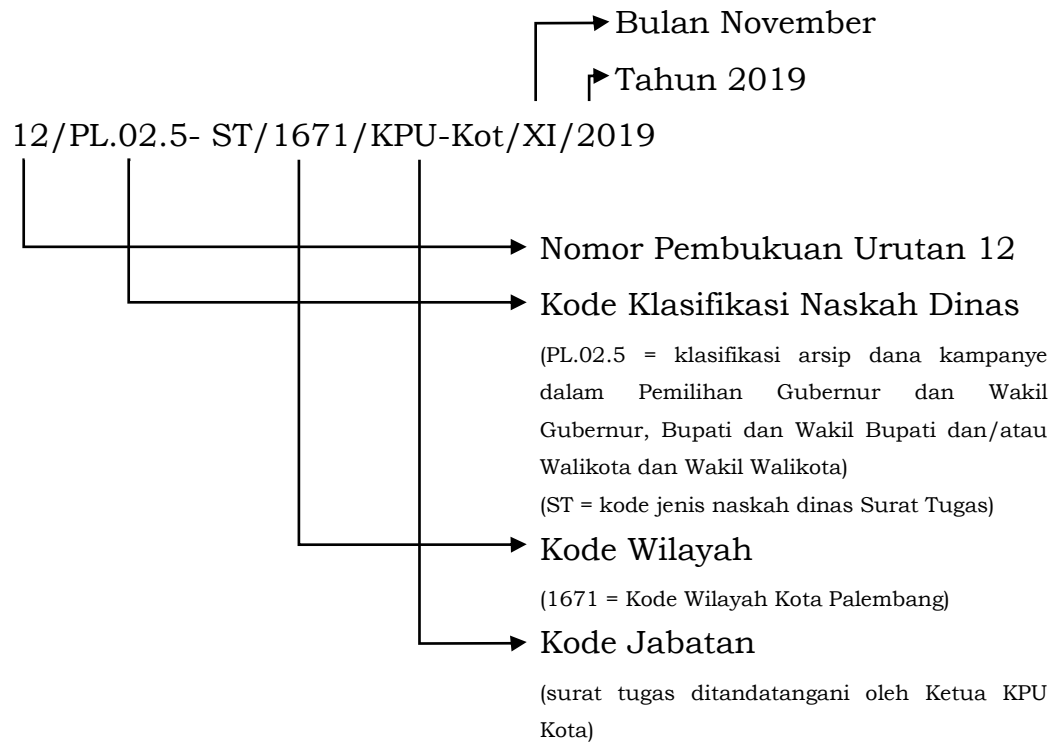 Bulan November
Tahun 2019
12/PL.02.5- ST/1671/KPU-Kot/XI/2019
Nomor Pembukuan Urutan 12
Kode Klasifikasi Naskah Dinas
(PL.02.5 = klasifikasi arsip dana kampanye
dalam Pemilihan Gubernur dan Wakil
Gubernur, Bupati dan Wakil Bupati dan/atau
Walikota dan Wakil Walikota)
(ST = kode jenis naskah dinas Surat Tugas)
Kode Wilayah
(1671 = Kode Wilayah Kota Palembang)
Kode Jabatan
(surat tugas ditandatangani oleh Ketua KPU
Kota)